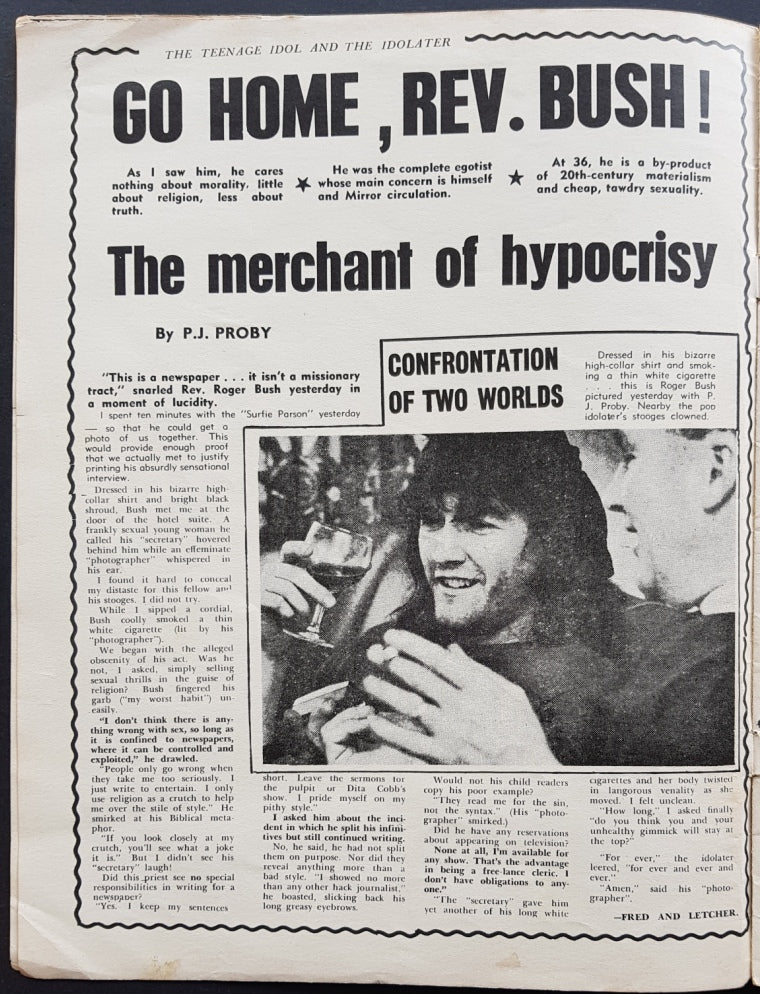 THE TEENAGE IDOL AND THE IDOLATER
GO HOME, REV. BUSH!
As I saw him, he cares
nothing about morality, little
about religion, less about
truth.
★ He was the complete egotist
whose main concern is himself
and Mirror circulation.
★ At 36, he is a by-product
of 20th-century materialism
and cheap, tawdry sexuality.
The merchant of hypocrisy
By P.J. PROBY
"This is a newspaper . . . it isn't a missionary
tract," snarled Rev. Roger Bush yesterday in
a moment of lucidity.
I spent ten minutes with the "Surfie Parson" yesterday
— so that he could get a
photo of us together. This
would provide enough proof
that we actually met to justify
printing his absurdly sensational
interview.
Dressed in his bizarre high-
collar shirt and bright black
shroud, Bush met me at the
door of the hotel suite. A
frankly sexual young woman he
called his "secretary" hovered
behind him while an effeminate
"photographer" whispered in
his ear.
I found it hard to conceal
my distaste for this fellow and
his stooges. I did not try.
While I sipped a cordial,
Bush coolly smoked a thin
white cigarette (lit by his
"photographer").
We began with the alleged
obscenity of his act. Was he
not, I asked, simply selling
sexual thrills in the guise of
religion? Bush fingered his
garb ("my worst habit") un-
easily.
"I don't think there is any-
thing wrong with sex, so long as
it is confined to newspapers,
where it can be controlled and
exploited," he drawled.
"People only go wrong when
they take me too seriously. I
just write to entertain. I only
use religion as a crutch to help
me over the stile of style." He
smirked at his Biblical meta-
phor.
"If you look closely at my
crutch, you'll see what a joke
it is." But I didn't see his
"secretary" laugh!
Did this priest see no special
responsibilities in writing for a
newspaper?
"Yes. I keep my sentences
CONFRONTATION
OF TWO WORLDS
Dressed in his bizarre
high-collar shirt and smok-
ing a thin white cigarette
. . . . this is Roger Bush
pictured yesterday with P.
J. Proby. Nearby the pop
idolater's stooges clowned.
short. Leave the sermons for
the pulpit or Dita Cobb's
show. I pride myself on my
pithy style."
I asked him about the inci-
dent in which he split his infini-
tives but still continued writing.
No, he said, he had not split
them on purpose. Nor did they
reveal anything more than a
bad style. "I showed no more
than any other hack journalist,"
he boasted, slicking back his
long greasy eyebrows.
Would not his child readers
copy his poor example?
"They read me for the sin,
not the syntax." (His "photo-
grapher" smirked.)
Did he have any reservations
about appearing on television?
None at all, I'm available for
any show. That's the advantage
in being a free-lance cleric. I
don't have obligations to any-
one."
"The "secretary" gave him
yet another of his long white
cigarettes and her body twisted
in langorous venality as she
moved. I felt unclean.
"How long," I asked finally
"do you think you and your
unhealthy gimmick will stay at
the top?"
"For ever," the idolater
leered, "for ever and ever and
ever."
"Amen," said his "photo-
grapher".
—FRED AND LETCHER.